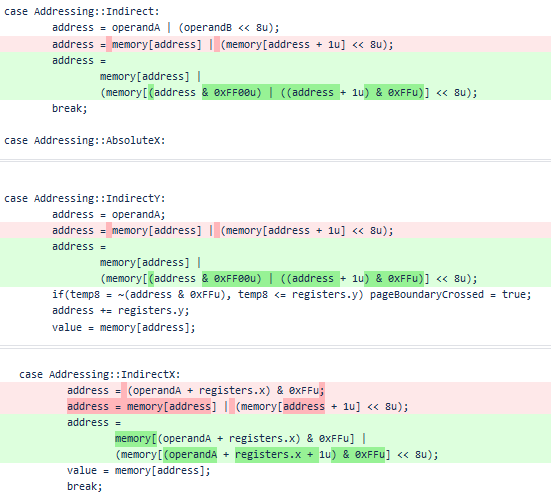 case Addressing::Indirect:
address = operandA | (operandB << 8u);
address = memory[address] | (memory[address + 1u] << 8u);
address =
memory[address] |
(memory[(address & 0xFF00u) | ((address + 1u) & 0xFFu)] << 8u);
break;
case Addressing::AbsoluteX:
case Addressing::IndirectY:
address = operandA;
address = memory[address] | (memory[address + 1u] << 8u);
address =
memory[address] |
(memory[(address & 0xFF00u) | ((address + 1u) & 0xFFu)] << 8u);
if(temp8 = ~(address & 0xFFu), temp8 <= registers.y) pageBoundaryCrossed = true;
address += registers.y;
value = memory[address];
case Addressing::IndirectX:
address = (operandA + registers.x) & 0xFFu;
address = memory[address] | (memory[address + 1u] << 8u);
address =
memory[(operandA + registers.x) & 0xFFu] |
(memory[(operandA + registers.x + 1u) & 0xFFu] << 8u);
value = memory[address];
break;